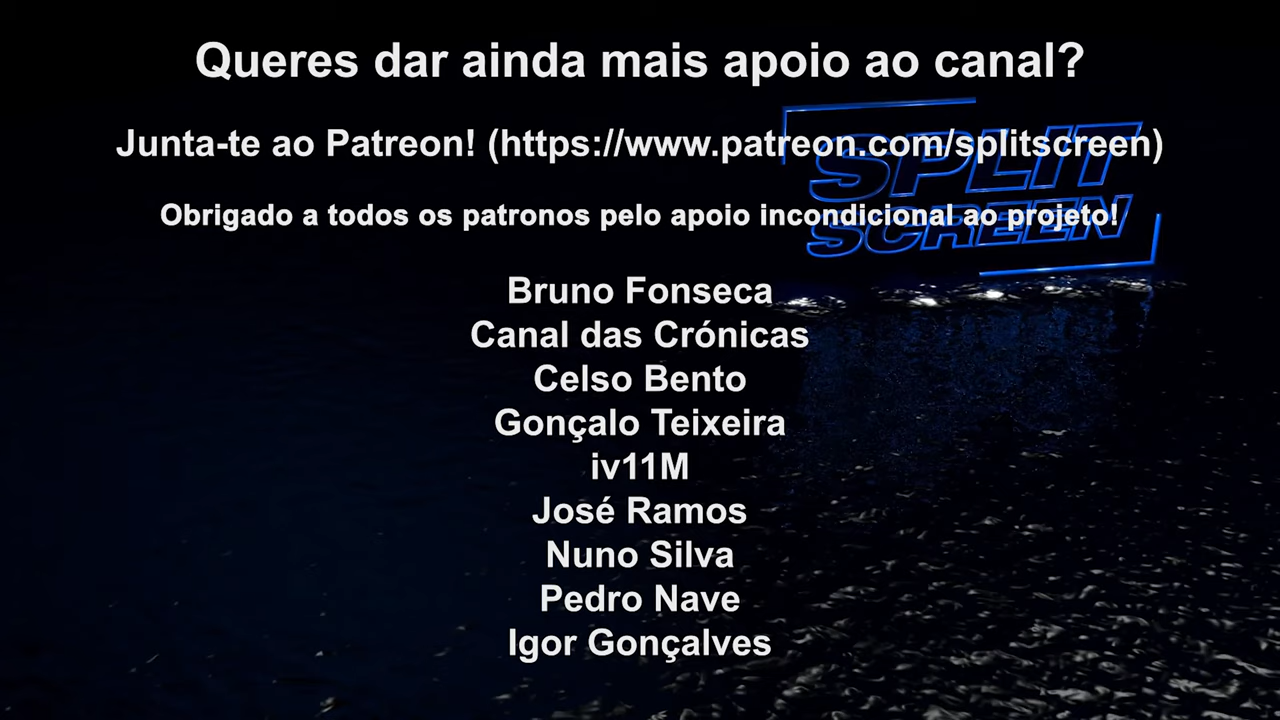 Queres dar ainda mais apoio ao canal?
Junta-te ao Patreon! (https://www.patreon.com/splitscreen)
SPLIT
SCREEN
Obrigado a todos os patronos pelo apoio incondicional ao projeto!
Bruno Fonseca
Canal das Crónicas
Celso Bento
Gonçalo Teixeira
iv11M
José Ramos
Nuno Silva
Pedro Nave
Igor Gonçalves